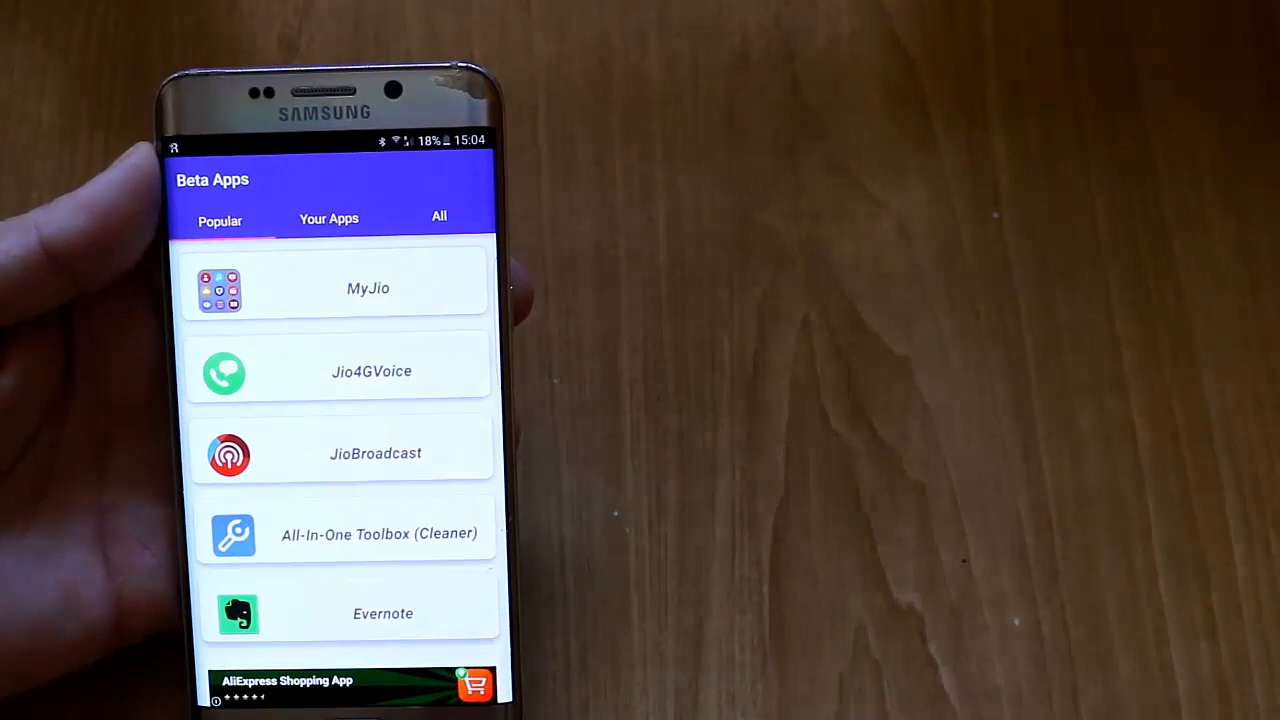 SAMSUNG
18% 15:04
Beta Apps
Popular Your Apps All
MyJio
Jio4GVoice
JioBroadcast
All-In-One Toolbox (Cleaner)
Evernote
AliExpress Shopping App